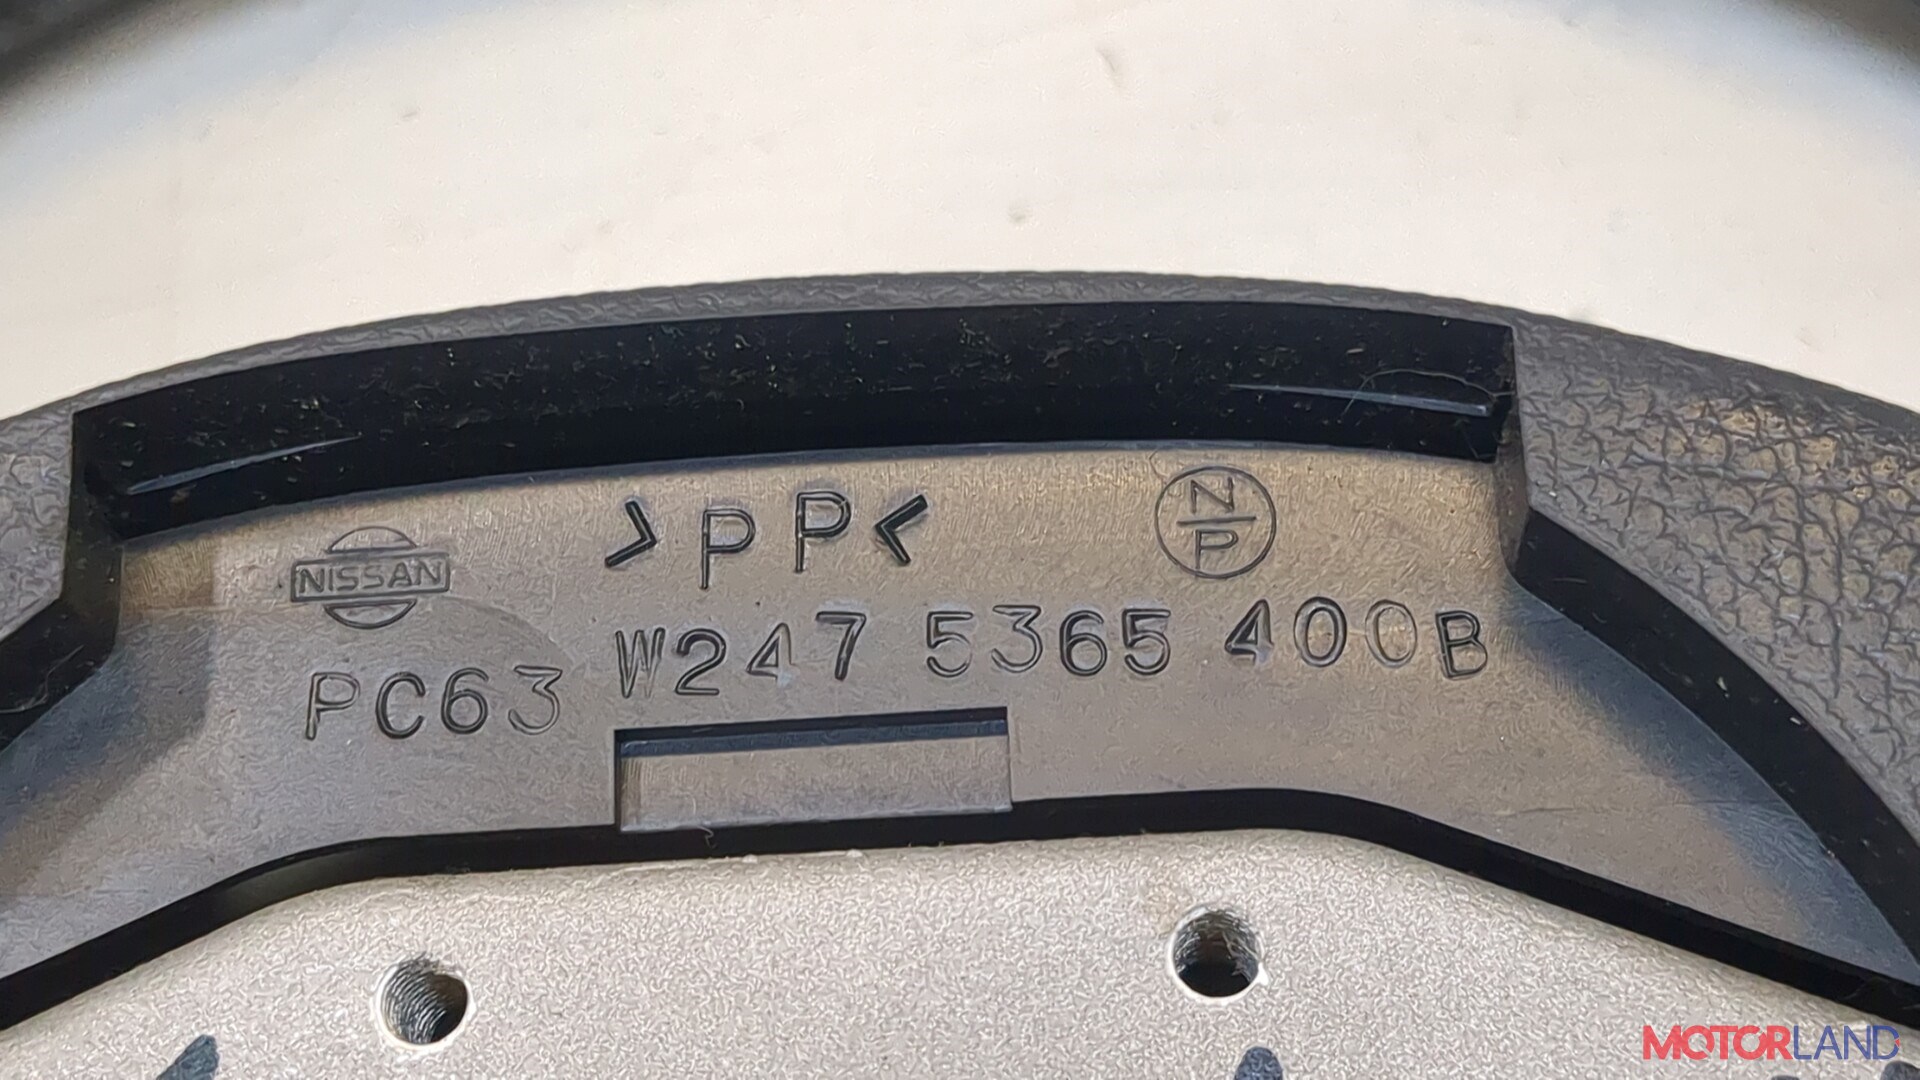 >PP<
N
P
NISSAN
PC63 W247 5365 400B
MOTORLAND